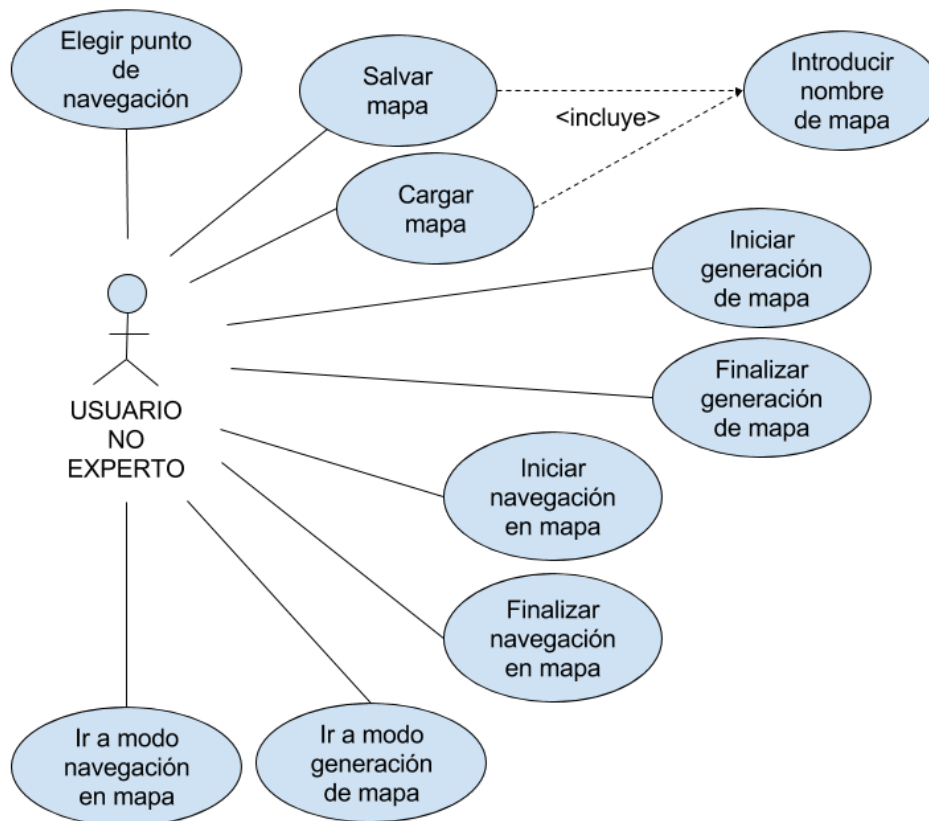 Elegir punto
de
navegación
Salvar
mapa
<incluye>
Introducir
nombre
de mapa
Cargar
mapa
Iniciar
generación
de mapa
Finalizar
generación
de mapa
USUARIO
NO
EXPERTO
Iniciar
navegación
en mapa
Finalizar
navegación
en mapa
Ir a modo
navegación
en mapa
Ir a modo
generación
de mapa